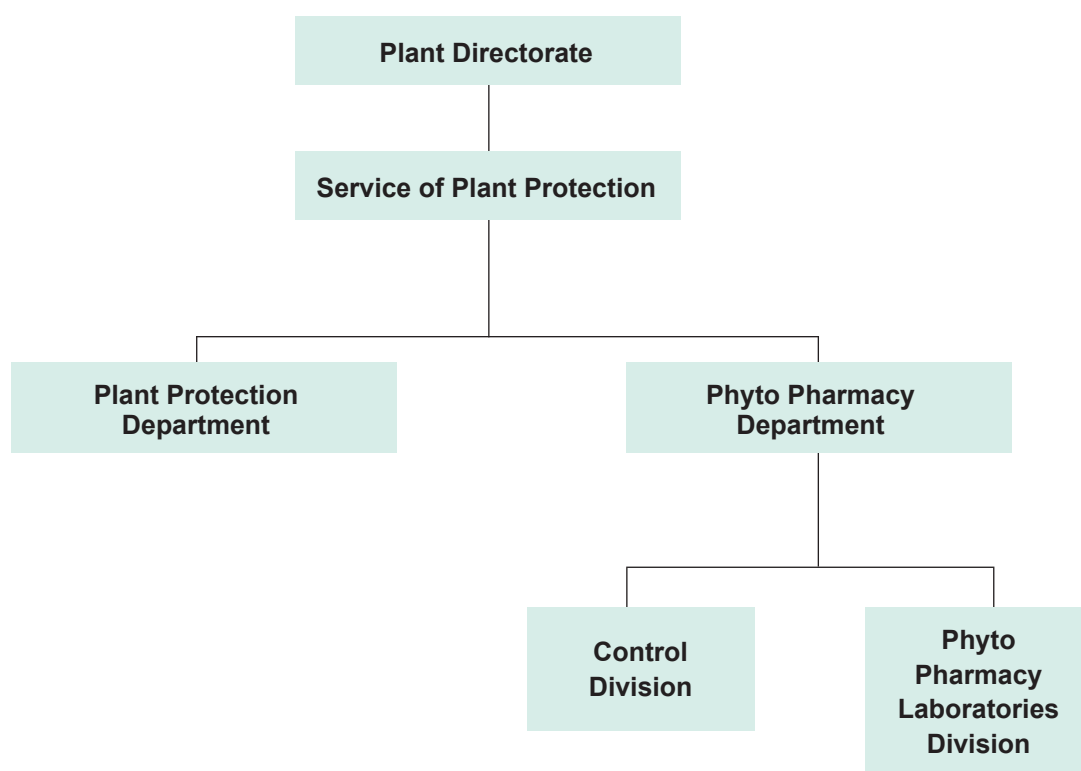 Plant Directorate
Service of Plant Protection
Plant Protection
Department
Phyto Pharmacy
Department
Control
Division
Phyto
Pharmacy
Laboratories
Division